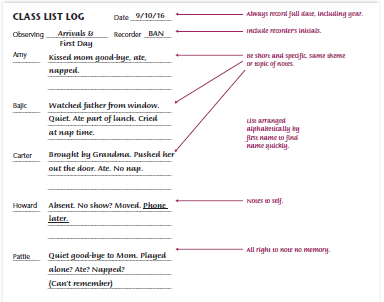 CLASS LIST LOG Date 9/10/16
Always record full date, including year.
Observing Arrivals & First Day Recorder BAN
Include recorder's initials.
Amy Kissed mom good-bye, ate,
napped.
Be short and specific, same theme
or topic of notes.
Bajic Watched father from window.
Quiet. Ate part of lunch. Cried
at nap time.
List arranged
alphabetically by
first name to find
name quickly.
Carter Brought by Grandma. Pushed her
out the door. Ate. No nap.
Howard Absent. No show? Moved. Phone
later.
Notes to self.
Pattie Quiet good-bye to Mom. Played
alone? Ate? Napped?
(Can't remember)
All right to note no memory.